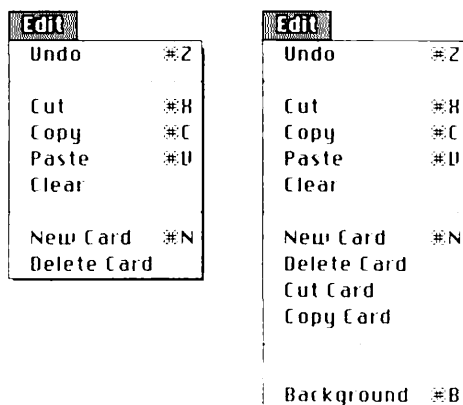 Edit
Undo ⌘Z
Cut ⌘X
Copy ⌘C
Paste ⌘V
Clear
New Card ⌘N
Delete Card
Edit
Undo ⌘Z
Cut ⌘X
Copy ⌘C
Paste ⌘V
Clear
New Card ⌘N
Delete Card
Cut Card
Copy Card
Background ⌘B